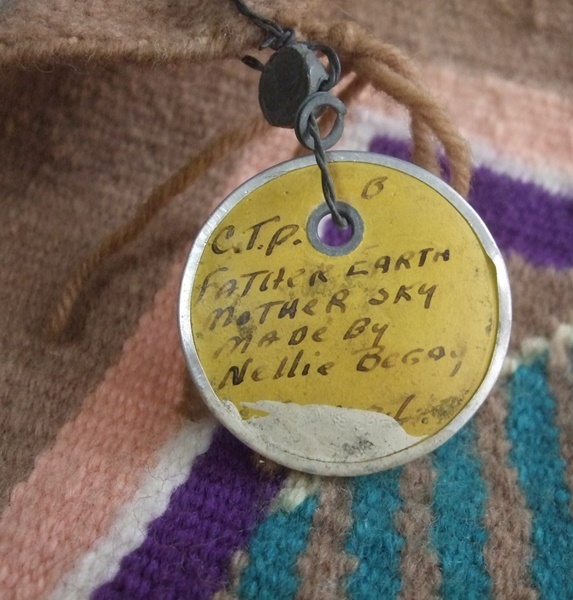 B
C.T.P.
FATHER EARTH
MOTHER SKY
MADE By
Nellie BEGAy